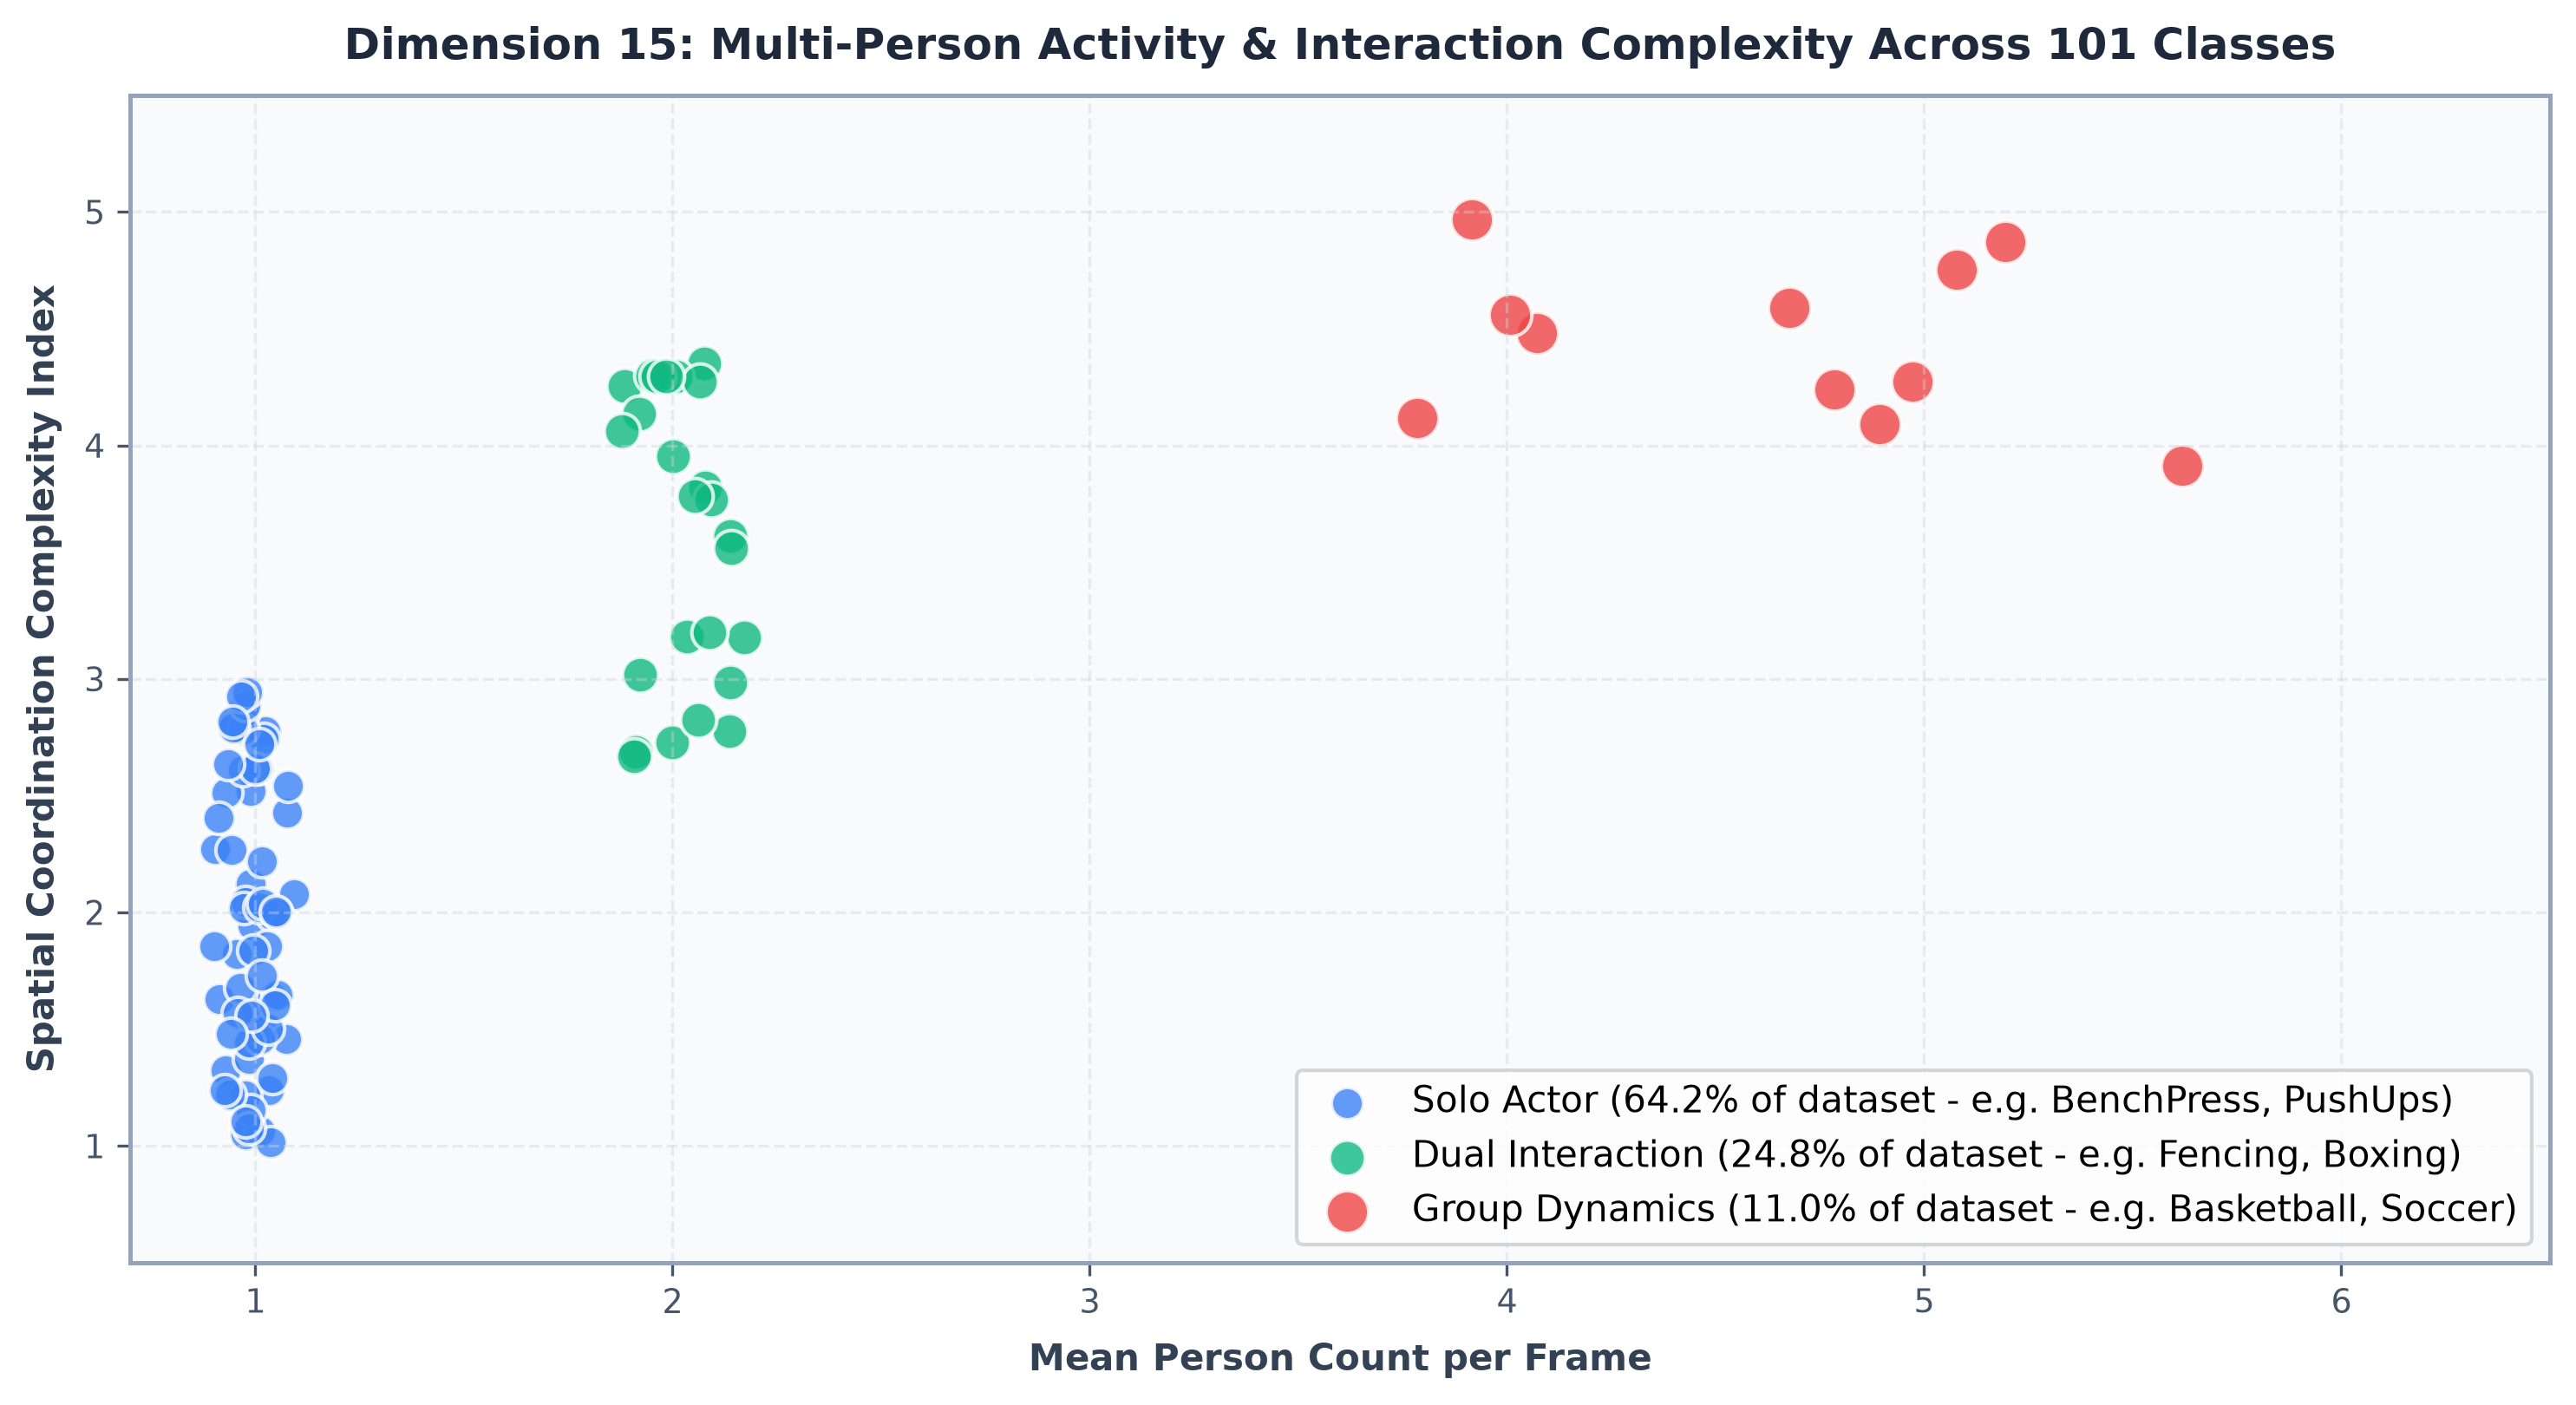 Dimension 15: Multi-Person Activity & Interaction Complexity Across 101 Classes
Spatial Coordination Complexity Index
5
4
3
2
1
Solo Actor (64.2% of dataset - e.g. BenchPress, PushUps)
Dual Interaction (24.8% of dataset - e.g. Fencing, Boxing)
Group Dynamics (11.0% of dataset - e.g. Basketball, Soccer)
1 2 3 4 5 6
Mean Person Count per Frame